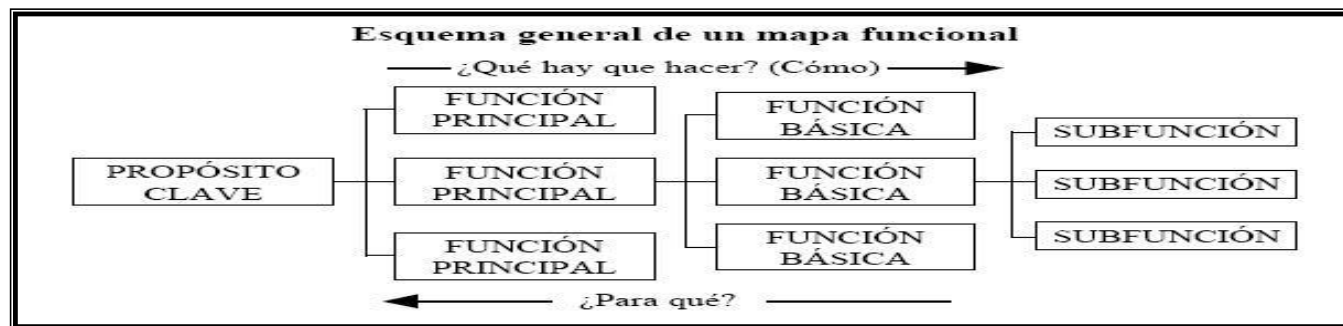 Esquema general de un mapa funcional
¿Qué hay que hacer? (Cómo)
PROPÓSITO
CLAVE
FUNCIÓN
PRINCIPAL
FUNCIÓN
PRINCIPAL
FUNCIÓN
PRINCIPAL
FUNCIÓN
BÁSICA
FUNCIÓN
BÁSICA
FUNCIÓN
BÁSICA
SUBFUNCIÓN
SUBFUNCIÓN
SUBFUNCIÓN
¿Para qué?